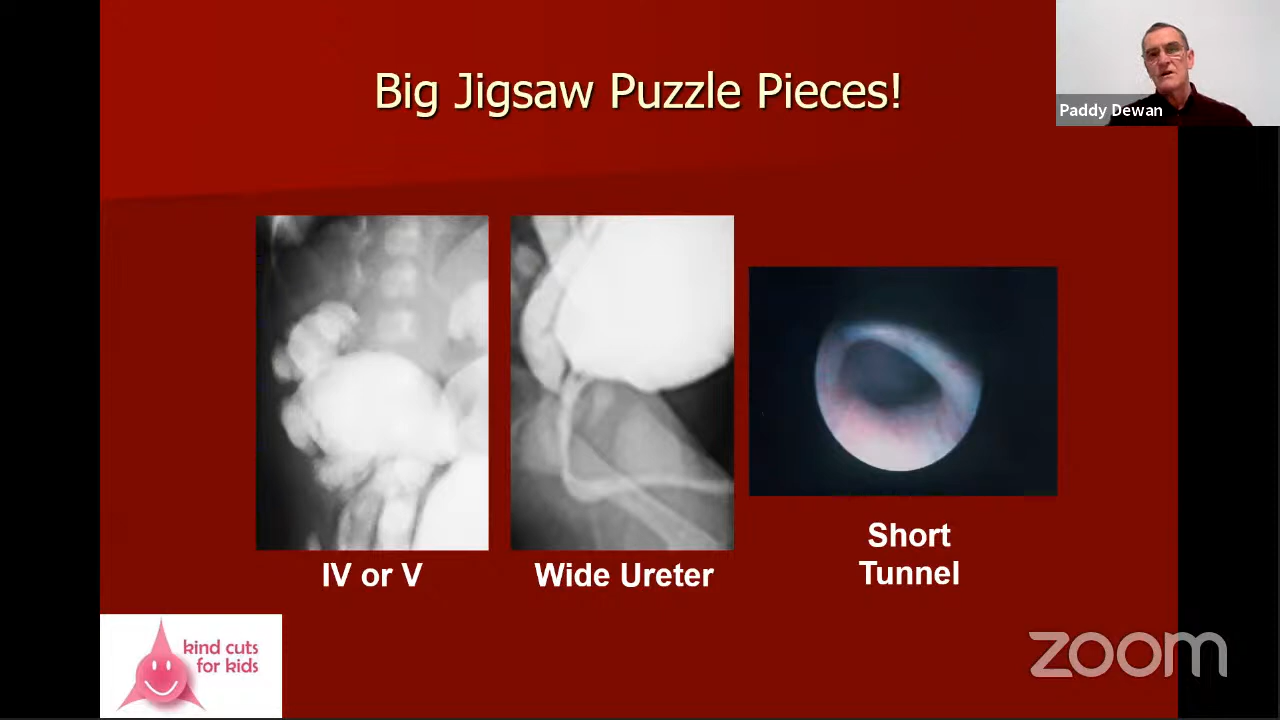 Big Jigsaw Puzzle Pieces!
Paddy Dewan
IV or V
Wide Ureter
Short
Tunnel
kind cuts
for kids
zoom